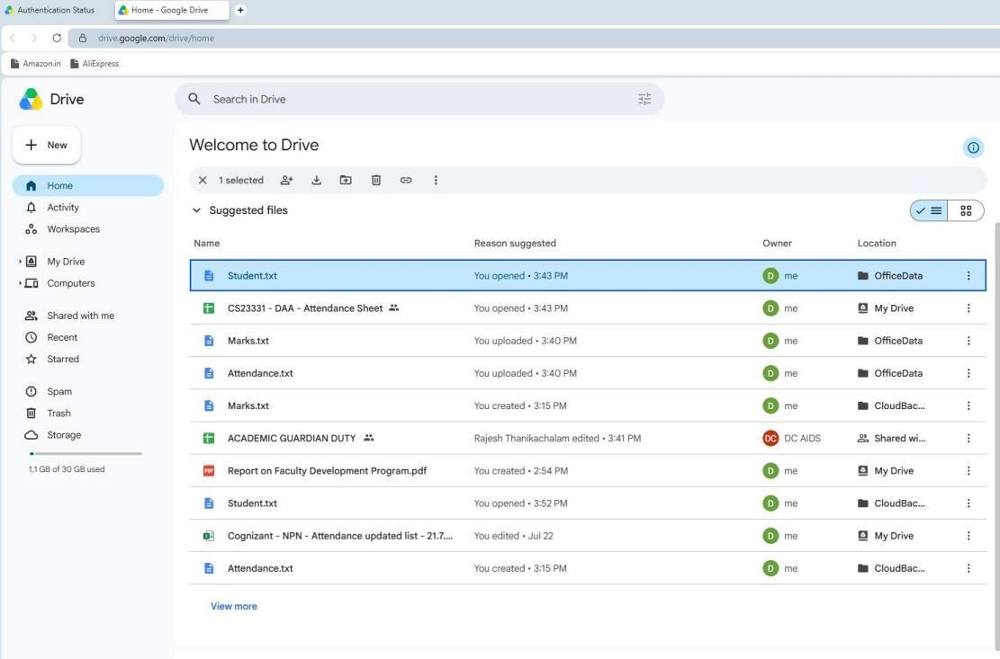 Authentication Status
Home - Google Drive
drive.google.com/drive/home
Amazon.in AliExpress
Drive
Search in Drive
New
Welcome to Drive
1 selected
Home
Activity
Workspaces
My Drive
Computers
Shared with me
Recent
Starred
Spam
Trash
Storage
1.1 GB of 30 GB used
Suggested files
Name Reason suggested Owner Location
Student.txt You opened • 3:43 PM D me OfficeData
CS23331 - DAA - Attendance Sheet You opened • 3:43 PM D me My Drive
Marks.txt You uploaded • 3:40 PM D me OfficeData
Attendance.txt You uploaded • 3:40 PM D me OfficeData
Marks.txt You created • 3:15 PM D me CloudBac...
ACADEMIC GUARDIAN DUTY Rajesh Thanikachalam edited • 3:41 PM DC DC AIDS Shared wi...
PDF Report on Faculty Development Program.pdf You created • 2:54 PM D me My Drive
Student.txt You opened • 3:52 PM D me CloudBac...
Cognizant - NPN - Attendance updated list - 21.7.... You edited • Jul 22 D me My Drive
Attendance.txt You created • 3:15 PM D me CloudBac...
View more